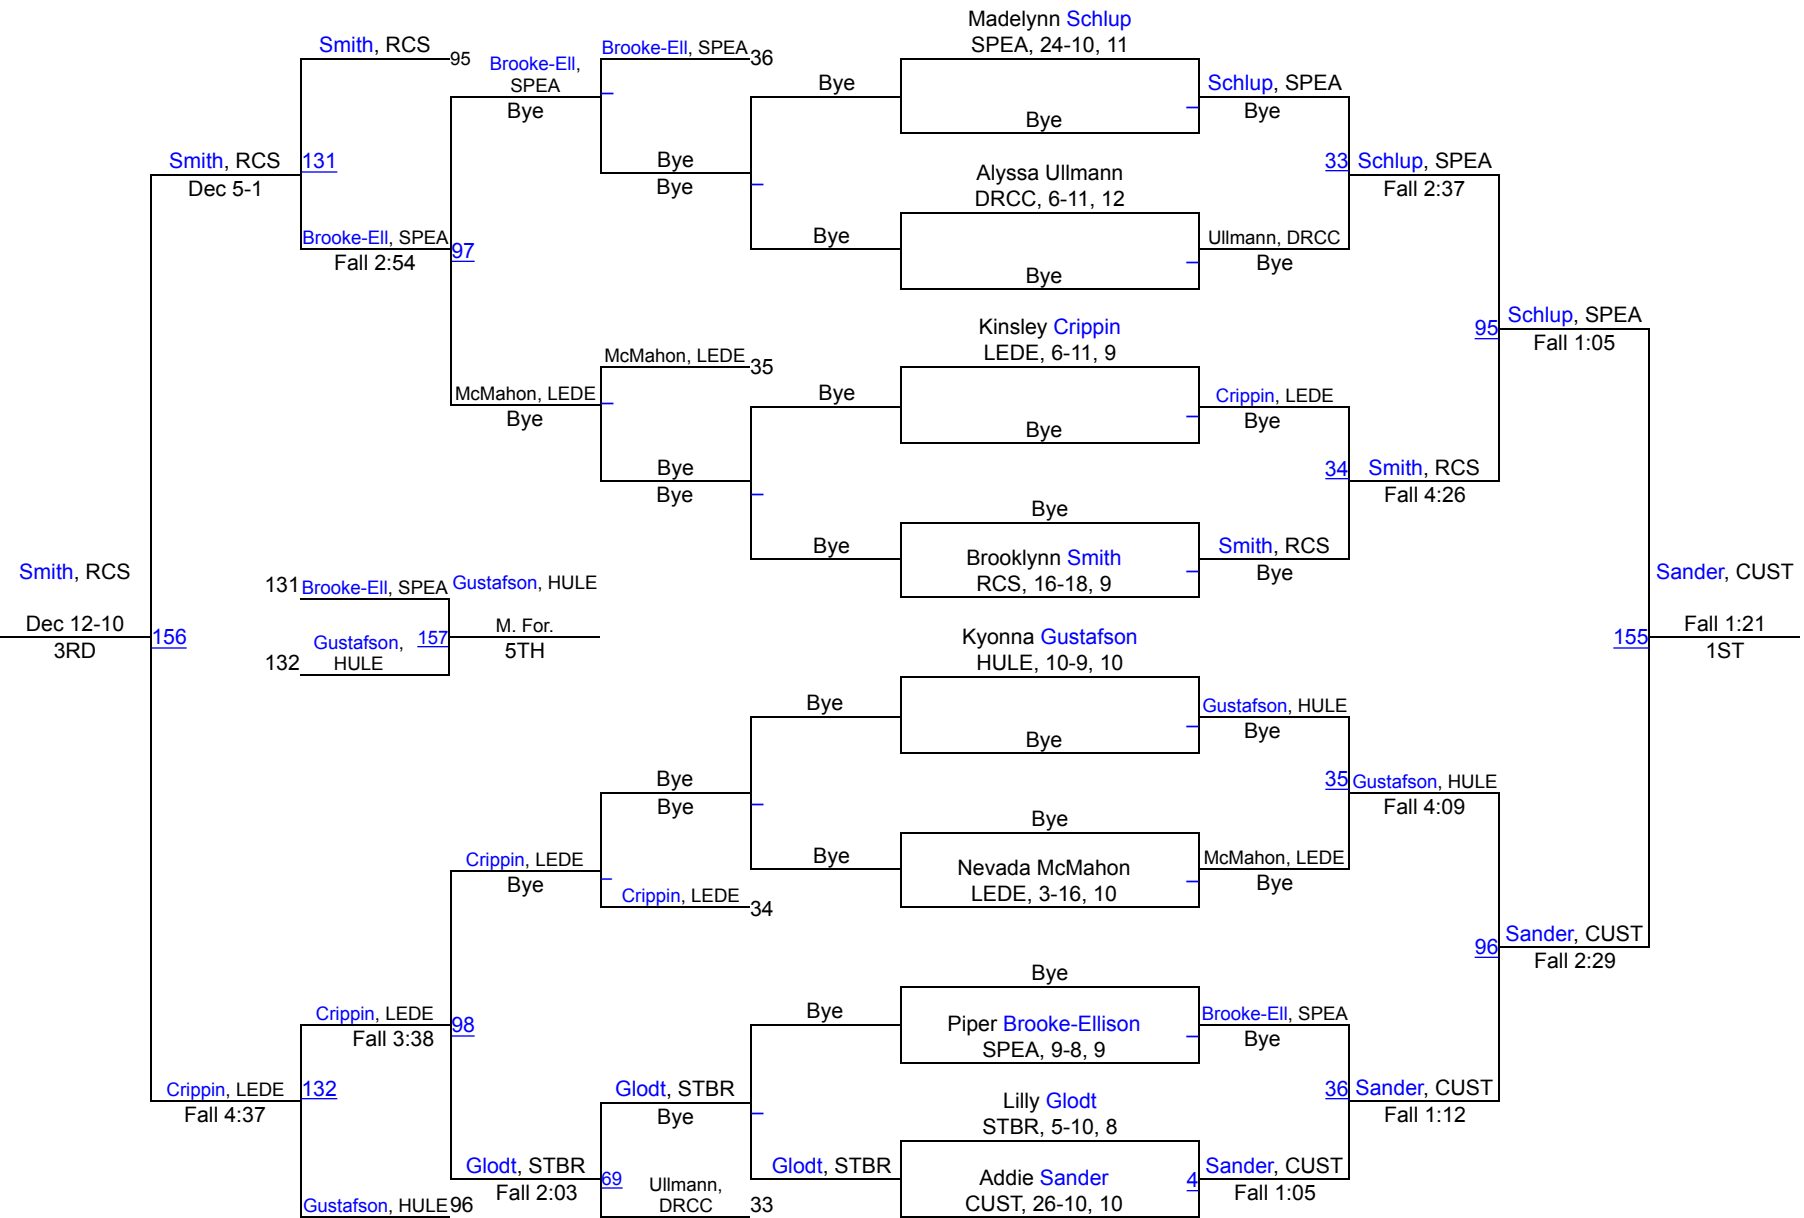 Smith, RCS
95
Brooke-Ell,
SPEA
Bye
Brooke-Ell, SPEA
36
Bye
Madelynn Schlup
SPEA, 24-10, 11
Bye
Schlup, SPEA
Bye
Smith, RCS
Dec 5-1
131
Bye
Bye
Alyssa Ullmann
DRCC, 6-11, 12
33
Schlup, SPEA
Fall 2:37
Brooke-Ell, SPEA
Fall 2:54
97
Bye
Bye
Ullmann, DRCC
Bye
McMahon, LEDE
35
Kinsley Crippin
LEDE, 6-11, 9
95
Schlup, SPEA
Fall 1:05
McMahon, LEDE
Bye
Bye
Bye
Crippin, LEDE
Bye
Bye
Bye
34
Smith, RCS
Fall 4:26
Bye
Bye
Brooklynn Smith
RCS, 16-18, 9
Smith, RCS
Bye
Smith, RCS
Dec 12-10
3RD
156
131
Brooke-Ell, SPEA
132
Gustafson,
HULE
157
Gustafson, HULE
M. For.
5TH
Kyonna Gustafson
HULE, 10-9, 10
Sander, CUST
155
Fall 1:21
1ST
Bye
Bye
Gustafson, HULE
Bye
Bye
Bye
35
Gustafson, HULE
Fall 4:09
Bye
Bye
Nevada McMahon
LEDE, 3-16, 10
McMahon, LEDE
Bye
Crippin, LEDE
Bye
Crippin, LEDE
34
96
Sander, CUST
Fall 2:29
Bye
Bye
Piper Brooke-Ellison
SPEA, 9-8, 9
Brooke-Ell, SPEA
Bye
Crippin, LEDE
Fall 3:38
98
Crippin, LEDE
Fall 4:37
132
Glodt, STBR
Bye
Lilly Glodt
STBR, 5-10, 8
36
Sander, CUST
Fall 1:12
Glodt, STBR
Fall 2:03
69
Ullmann,
DRCC
33
Glodt, STBR
Addie Sander
CUST, 26-10, 10
4
Sander, CUST
Fall 1:05
Gustafson, HULE
96